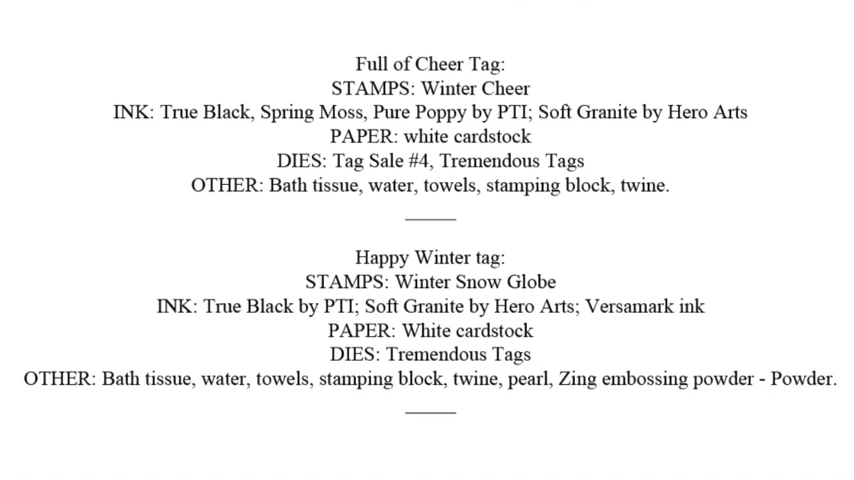 Full of Cheer Tag:
STAMPS: Winter Cheer
INK: True Black, Spring Moss, Pure Poppy by PTI; Soft Granite by Hero Arts
PAPER: white cardstock
DIES: Tag Sale #4, Tremendous Tags
OTHER: Bath tissue, water, towels, stamping block, twine.
Happy Winter tag:
STAMPS: Winter Snow Globe
INK: True Black by PTI; Soft Granite by Hero Arts; Versamark ink
PAPER: White cardstock
DIES: Tremendous Tags
OTHER: Bath tissue, water, towels, stamping block, twine, pearl, Zing embossing powder - Powder.